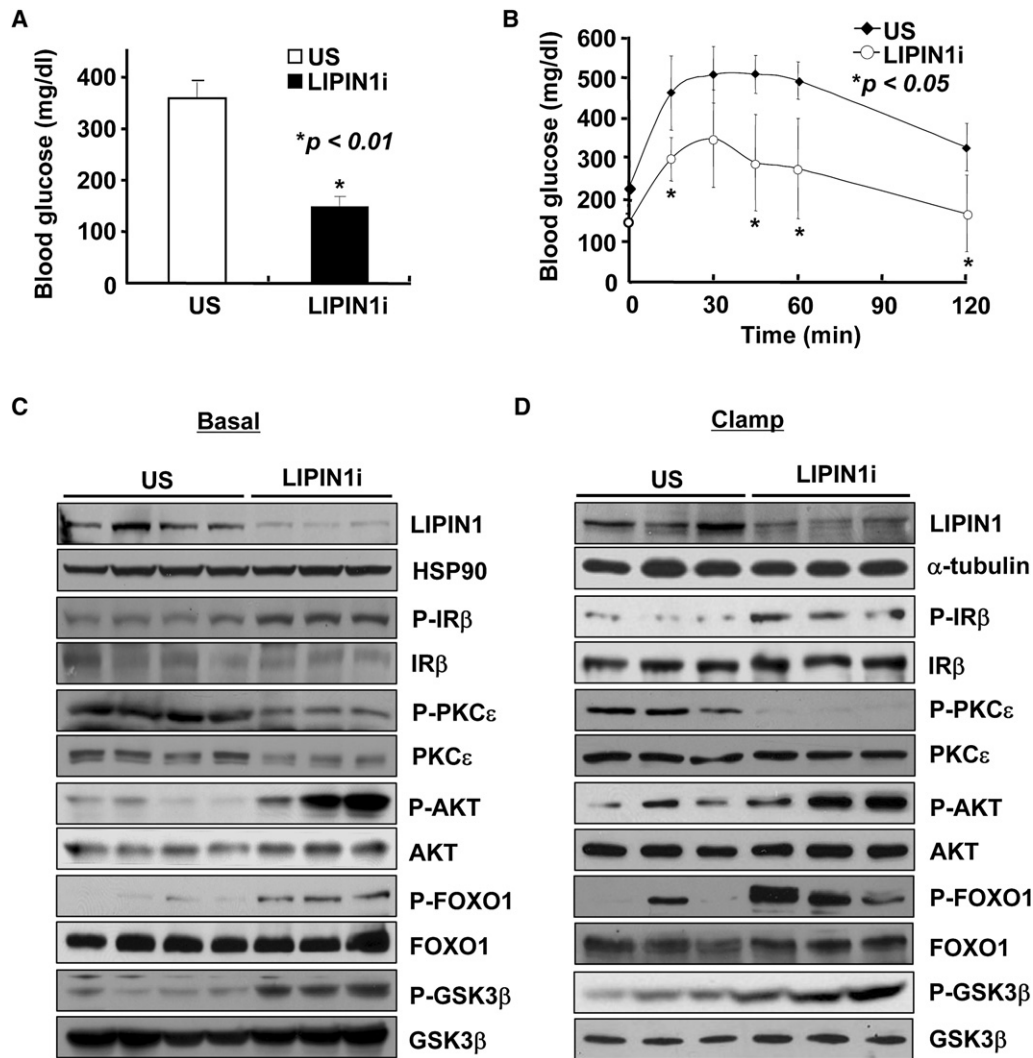 A
Blood glucose (mg/dl)
400
300
200
100
0
US
LIPIN1i
*p < 0.01
*
US
LIPIN1i
B
Blood glucose (mg/dl)
600
500
400
300
200
100
0
US
LIPIN1i
*p < 0.05
*
*
*
*
0
30
60
90
120
Time (min)
C
Basal
US
LIPIN1i
LIPIN1
HSP90
P-IRβ
IRβ
P-PKCε
PKCε
P-AKT
AKT
P-FOXO1
FOXO1
P-GSK3β
GSK3β
D
Clamp
US
LIPIN1i
LIPIN1
α-tubulin
P-IRβ
IRβ
P-PKCε
PKCε
P-AKT
AKT
P-FOXO1
FOXO1
P-GSK3β
GSK3β